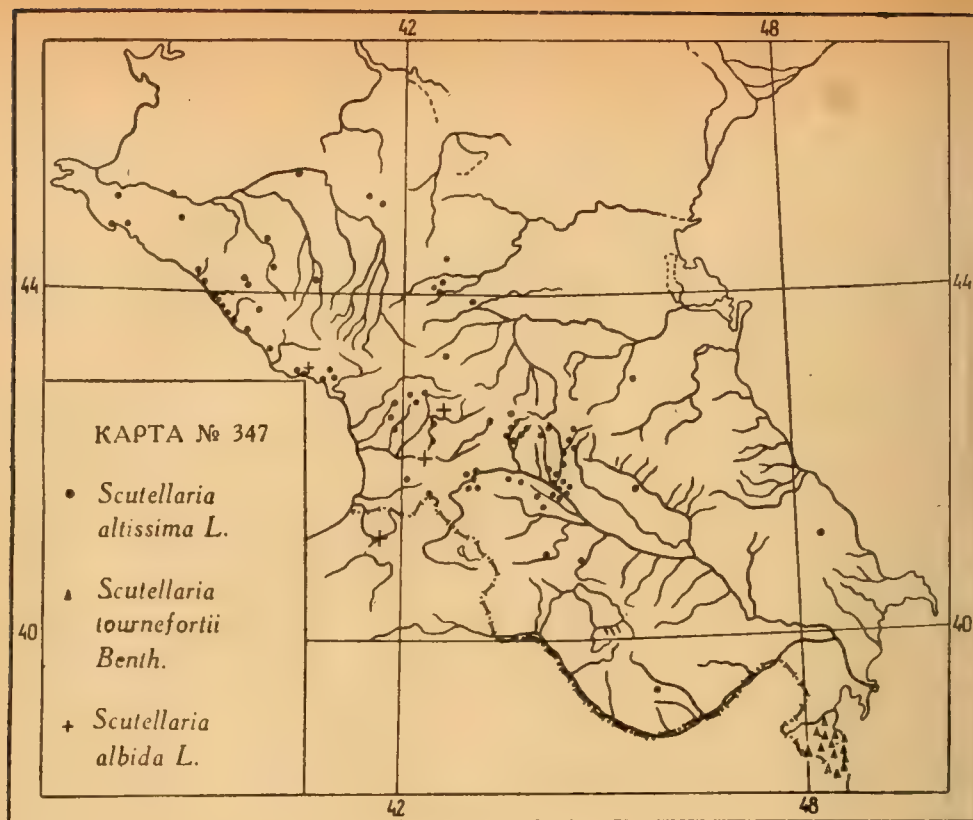 42 48
44 44
КАРТА № 347
• Scutellaria
altissima L.
▲ Scutellaria
tournefortii
Benth.
+ Scutellaria
albida L.
40 40
42 48